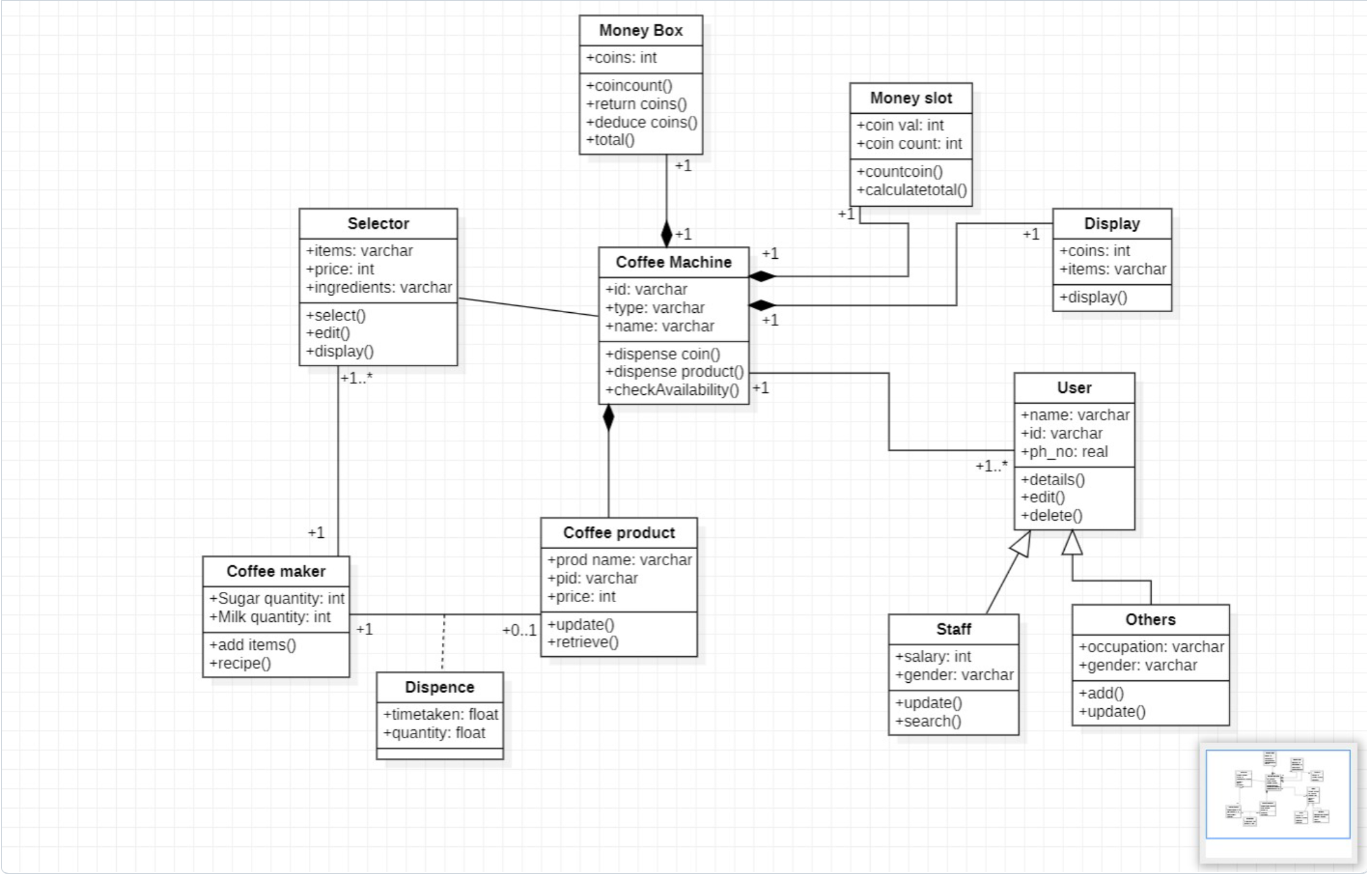 Money Box
+coins: int
+coincount()
+return coins()
+deduce coins()
+total()
+1
+1
Money slot
+coin val: int
+coin count: int
+countcoin()
+calculatetotal()
+1
+1
Display
+coins: int
+items: varchar
+display()
+1
+1
Selector
+items: varchar
+price: int
+ingredients: varchar
+select()
+edit()
+display()
+1..*
Coffee Machine
+id: varchar
+type: varchar
+name: varchar
+dispense coin()
+dispense product()
+checkAvailability()
+1
User
+name: varchar
+id: varchar
+ph_no: real
+details()
+edit()
+delete()
+1..*
+1
Coffee maker
+Sugar quantity: int
+Milk quantity: int
+add items()
+recipe()
+1
Coffee product
+prod name: varchar
+pid: varchar
+price: int
+update()
+retrieve()
+0..1
Dispence
+timetaken: float
+quantity: float
Staff
+salary: int
+gender: varchar
+update()
+search()
Others
+occupation: varchar
+gender: varchar
+add()
+update()